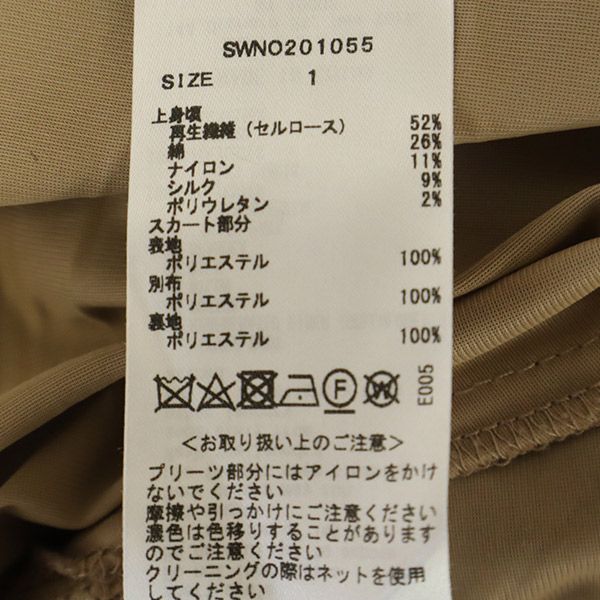 SWNO201055
SIZE 1
上身頃
再生繊維(セルロース) 52%
綿 26%
ナイロン 11%
シルク 9%
ポリウレタン 2%
スカート部分
表地
ポリエステル 100%
別布
ポリエステル 100%
裏地
ポリエステル 100%
F W
E005
<お取り扱い上のご注意>
プリーツ部分にはアイロンをかけ
ないでください
摩擦や引っかけにご注意ください
濃色は色移りすることがあります
のでご注意ください
クリーニングの際はネットを使用
してください